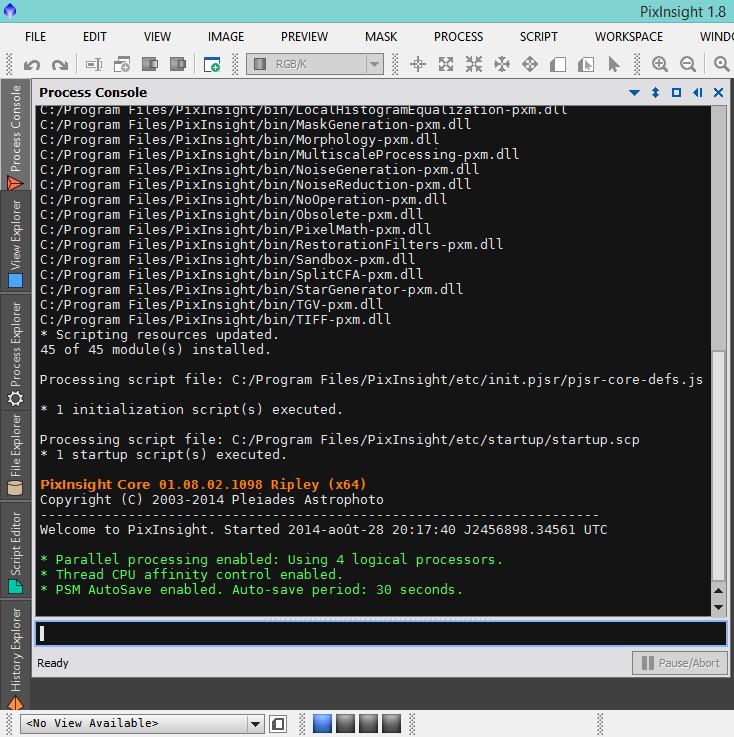 PixInsight 1.8
FILE EDIT VIEW IMAGE PREVIEW MASK PROCESS SCRIPT WORKSPACE WIND
RGB/K
Process Console
C:/Program Files/PixInsight/bin/LocalHistogramEqualization-pxm.dll
C:/Program Files/PixInsight/bin/MaskGeneration-pxm.dll
C:/Program Files/PixInsight/bin/Morphology-pxm.dll
C:/Program Files/PixInsight/bin/MultiscaleProcessing-pxm.dll
C:/Program Files/PixInsight/bin/NoiseGeneration-pxm.dll
C:/Program Files/PixInsight/bin/NoiseReduction-pxm.dll
C:/Program Files/PixInsight/bin/NoOperation-pxm.dll
C:/Program Files/PixInsight/bin/Obsolete-pxm.dll
C:/Program Files/PixInsight/bin/PixelMath-pxm.dll
C:/Program Files/PixInsight/bin/RestorationFilters-pxm.dll
C:/Program Files/PixInsight/bin/Sandbox-pxm.dll
C:/Program Files/PixInsight/bin/SplitCFA-pxm.dll
C:/Program Files/PixInsight/bin/StarGenerator-pxm.dll
C:/Program Files/PixInsight/bin/TGV-pxm.dll
C:/Program Files/PixInsight/bin/TIFF-pxm.dll
* Scripting resources updated.
45 of 45 module(s) installed.
Processing script file: C:/Program Files/PixInsight/etc/init.pjsr/pjsr-core-defs.js
* 1 initialization script(s) executed.
Processing script file: C:/Program Files/PixInsight/etc/startup/startup.scp
* 1 startup script(s) executed.
PixInsight Core 01.08.02.1098 Ripley (x64)
Copyright (C) 2003-2014 Pleiades Astrophoto
----------------------------------------------------------------------
Welcome to PixInsight. Started 2014-août-28 20:17:40 J2456898.34561 UTC
* Parallel processing enabled: Using 4 logical processors.
* Thread CPU affinity control enabled.
* PSM AutoSave enabled. Auto-save period: 30 seconds.
Ready
Pause/Abort
Process Console
View Explorer
Process Explorer
File Explorer
Script Editor
History Explorer
<No View Available>